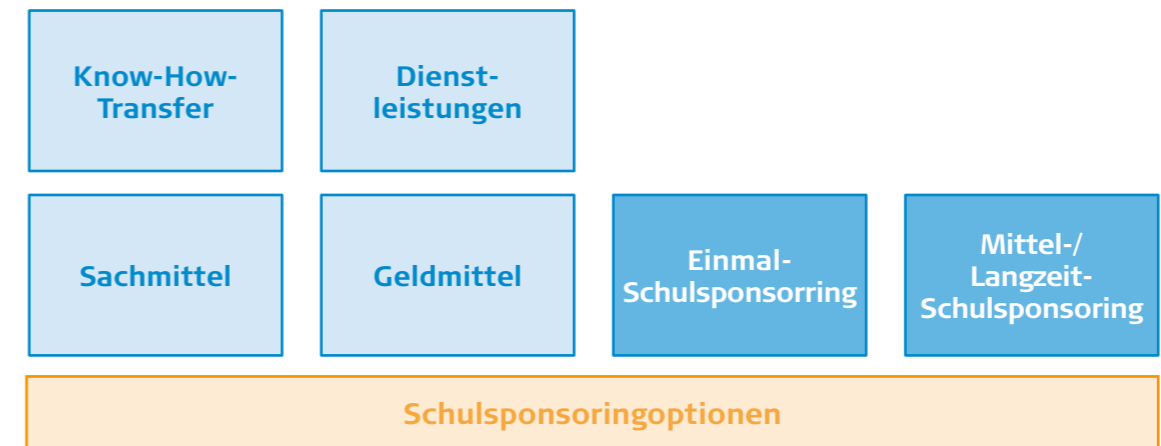 Know-How-
Transfer
Dienst-
leistungen
Sachmittel
Geldmittel
Einmal-
Schulsponsorring
Mittel-/
Langzeit-
Schulsponsoring
Schulsponsoringoptionen